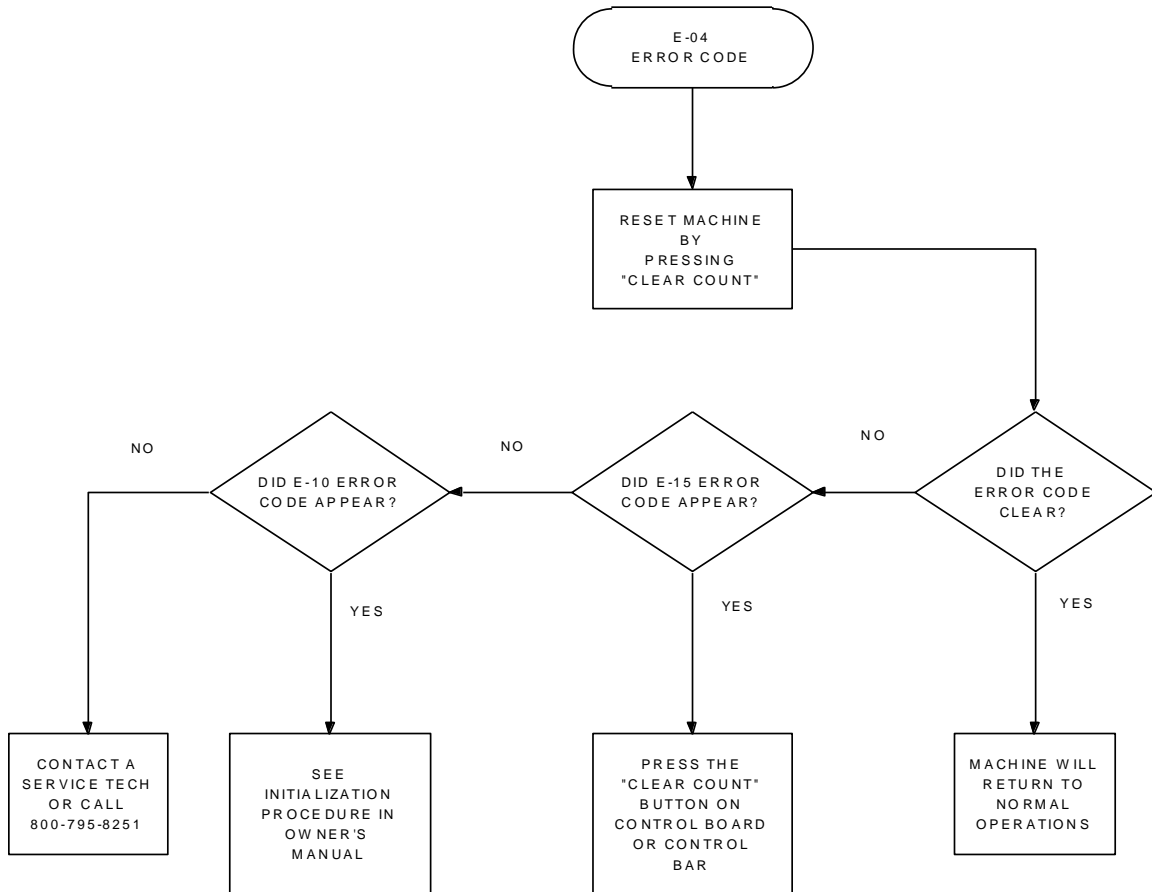 E-04
ERROR CODE
RESET MACHINE
BY
PRESSING
"CLEAR COUNT"
NO
NO
NO
DID E-10 ERROR
CODE APPEAR?
DID E-15 ERROR
CODE APPEAR?
DID THE
ERROR CODE
CLEAR?
YES
YES
YES
CONTACT A
SERVICE TECH
OR CALL
800-795-8251
SEE
INITIALIZATION
PROCEDURE IN
OWNER'S
MANUAL
PRESS THE
"CLEAR COUNT"
BUTTON ON
CONTROL BOARD
OR CONTROL
BAR
MACHINE WILL
RETURN TO
NORMAL
OPERATIONS